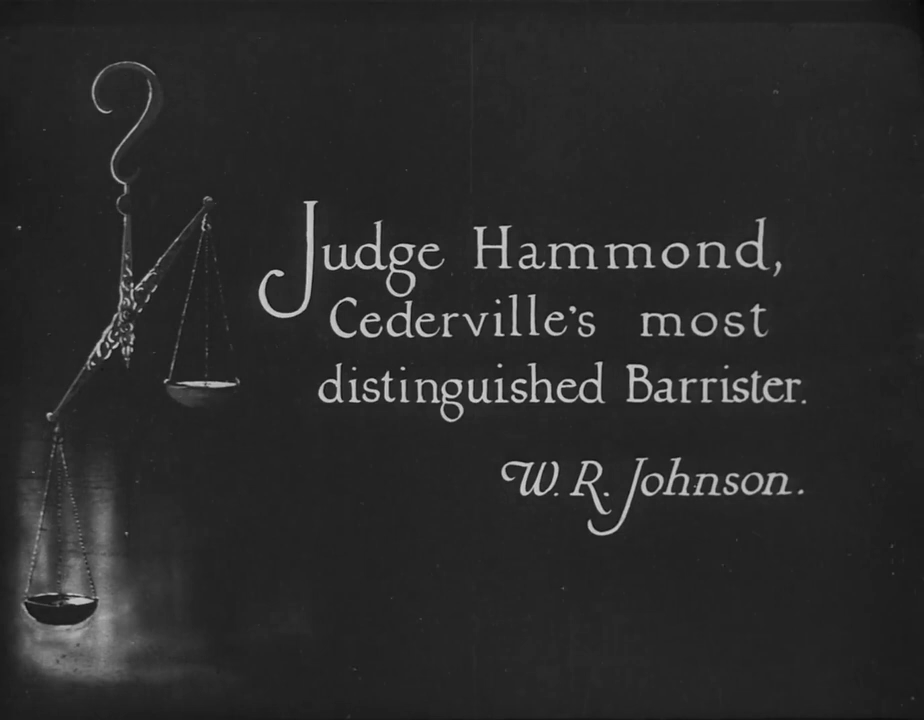 Judge Hammond,
Cederville's most
distinguished Barrister.
W. R. Johnson.